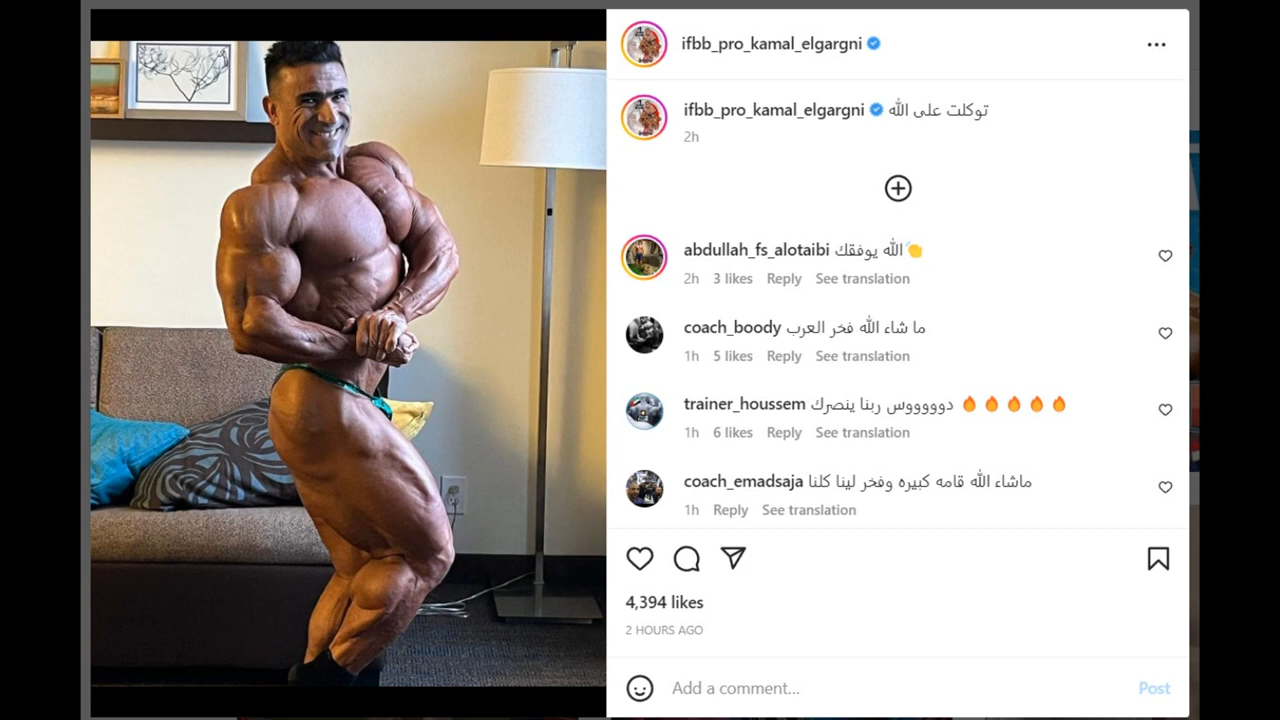 ifbb_pro_kamal_elgargni
ifbb_pro_kamal_elgargni توكلت على الله
2h
abdullah_fs_alotaibi الله يوفقك👏
2h 3 likes Reply See translation
coach_boody ما شاء الله فخر العرب
1h 5 likes Reply See translation
trainer_houssem دووووووس ربنا ينصرك 🔥🔥🔥🔥🔥
1h 6 likes Reply See translation
coach_emadsaja ماشاء الله قامه كبيره وفخر لينا كلنا
1h Reply See translation
4,394 likes
2 HOURS AGO
Add a comment... Post